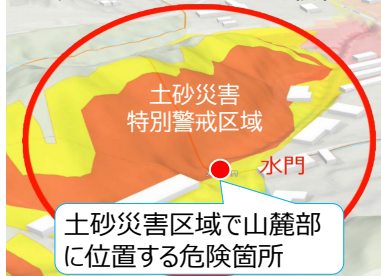 土砂災害
特別警戒区域
水門
土砂災害区域で山麓部
に位置する危険箇所